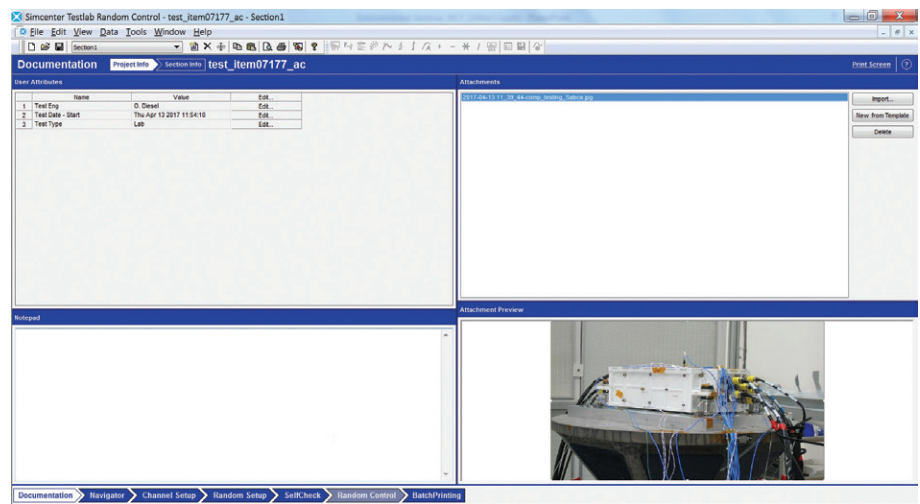 Simcenter Testlab Random Control - test_item07177_ac - Section1
File Edit View Data Tools Window Help
Section1
Documentation Project Info Section Info test_item07177_ac Print Screen
User Attributes
Name Value Edit...
1 Test Eng O. Diesel Edit...
2 Test Date - Start Thu Apr 13 2017 11:54:10 Edit...
3 Test Type Lab Edit...
Attachments
Import...
New from Template
Delete
Notepad
Attachment Preview
Documentation Navigator Channel Setup Random Setup SelfCheck Random Control BatchPrinting